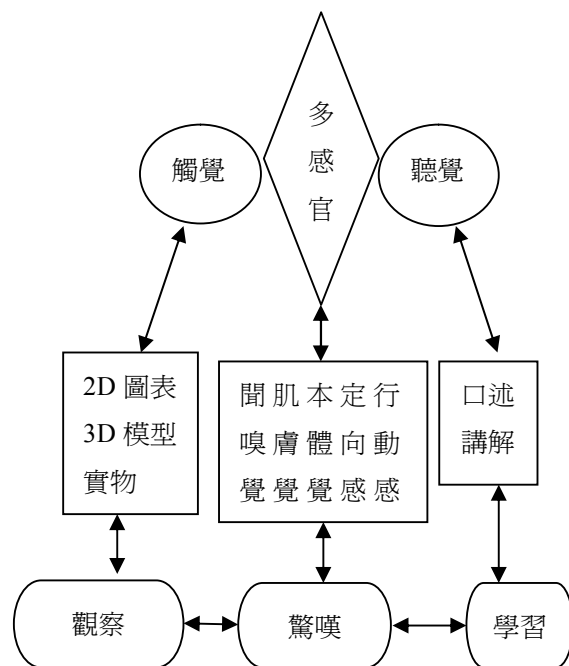 多感官
觸覺
聽覺
2D 圖表
3D 模型
實物
聞嗅覺
肌膚覺
本體覺
定向感
行動感
口述
講解
觀察
驚嘆
學習